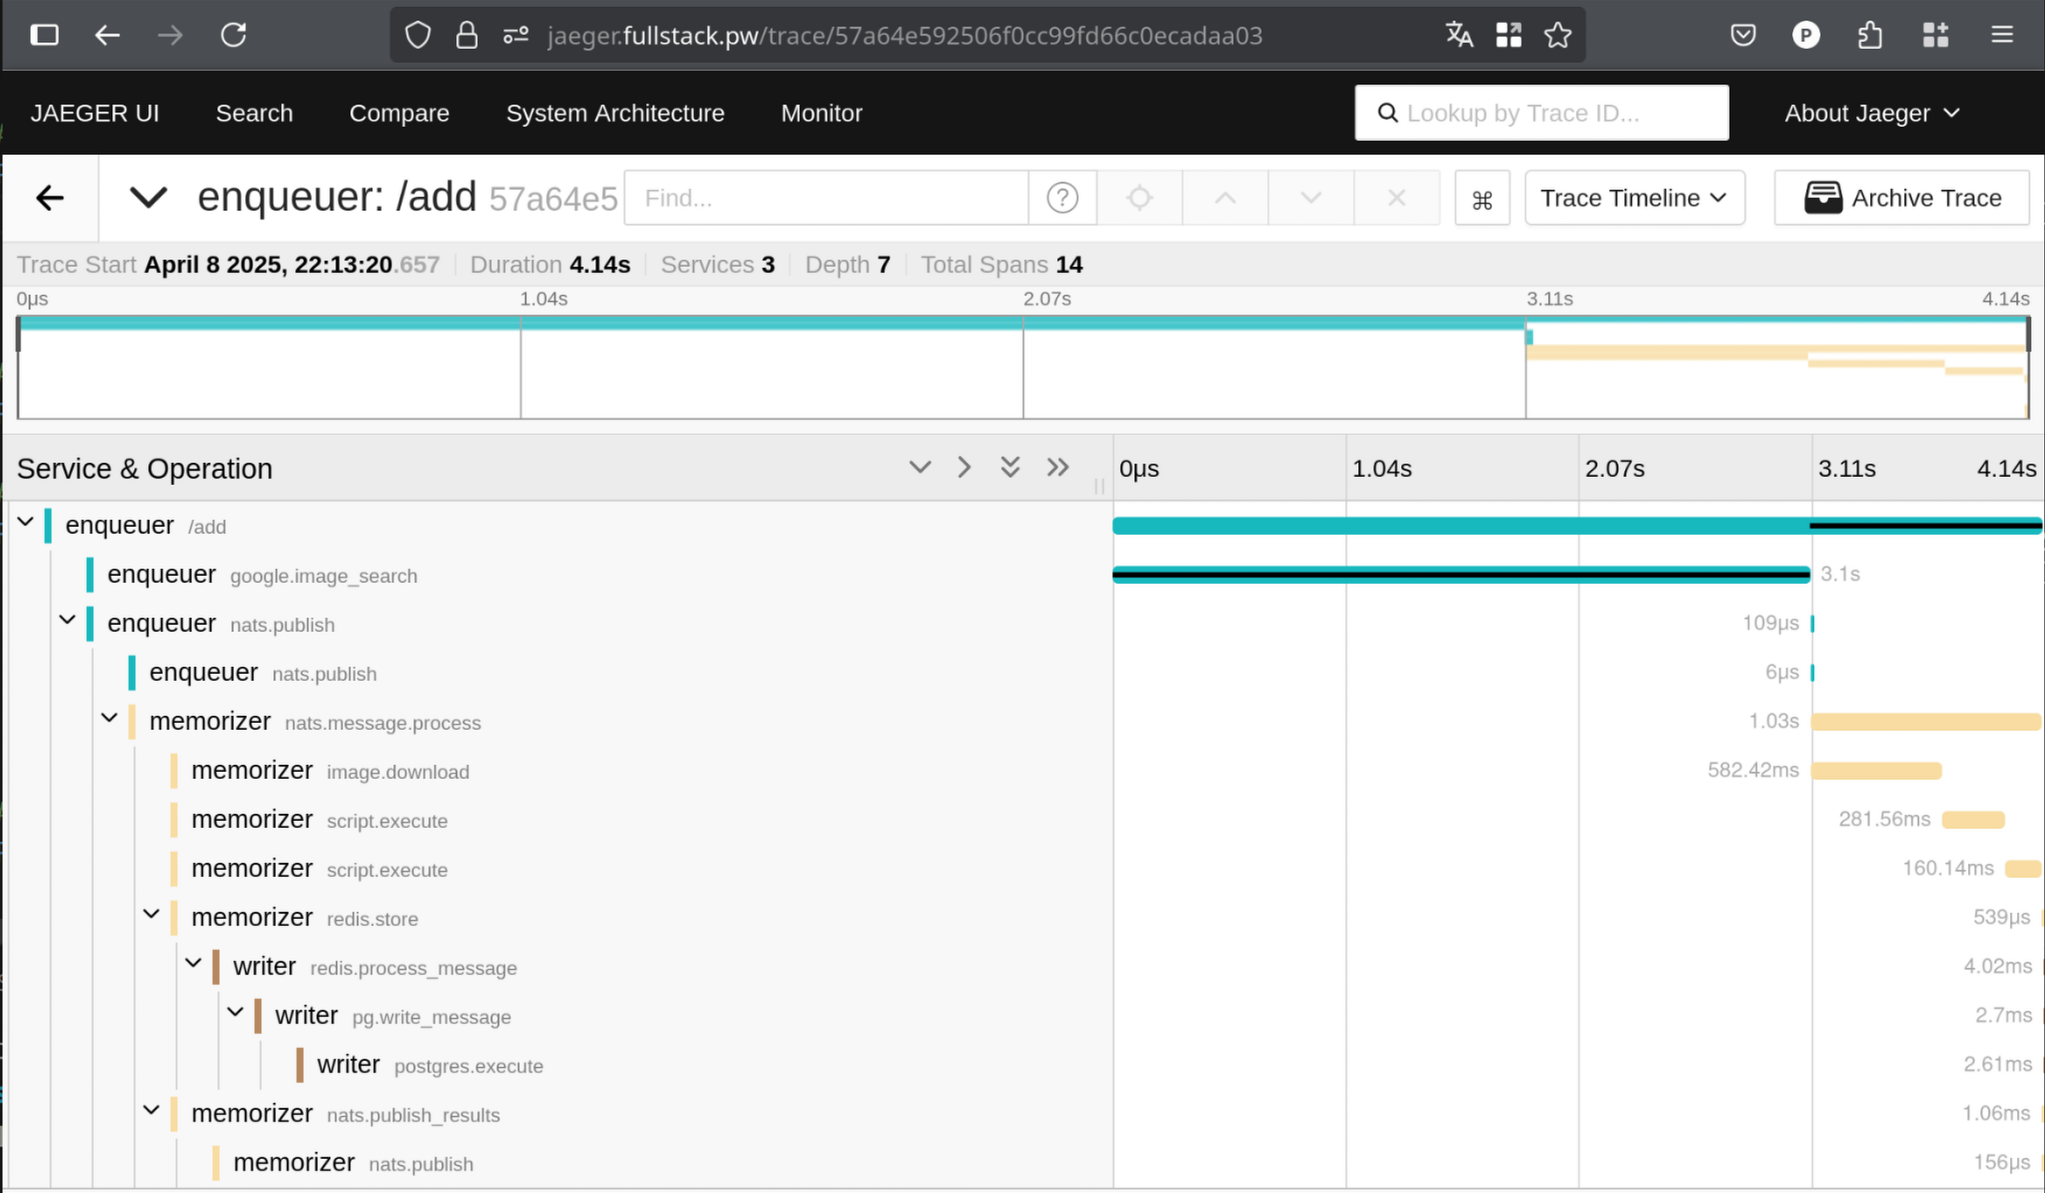 jaeger.fullstack.pw/trace/57a64e592506f0cc99fd66c0ecadaa03
P
JAEGER UI Search Compare System Architecture Monitor Lookup by Trace ID... About Jaeger
enqueuer: /add 57a64e5 Find... ? ⌘ Trace Timeline Archive Trace
Trace Start April 8 2025, 22:13:20.657 Duration 4.14s Services 3 Depth 7 Total Spans 14
0μs 1.04s 2.07s 3.11s 4.14s
Service & Operation 0μs 1.04s 2.07s 3.11s 4.14s
enqueuer /add
enqueuer google.image_search 3.1s
enqueuer nats.publish 109μs
enqueuer nats.publish 6μs
memorizer nats.message.process 1.03s
memorizer image.download 582.42ms
memorizer script.execute 281.56ms
memorizer script.execute 160.14ms
memorizer redis.store 539μs
writer redis.process_message 4.02ms
writer pg.write_message 2.7ms
writer postgres.execute 2.61ms
memorizer nats.publish_results 1.06ms
memorizer nats.publish 156μs